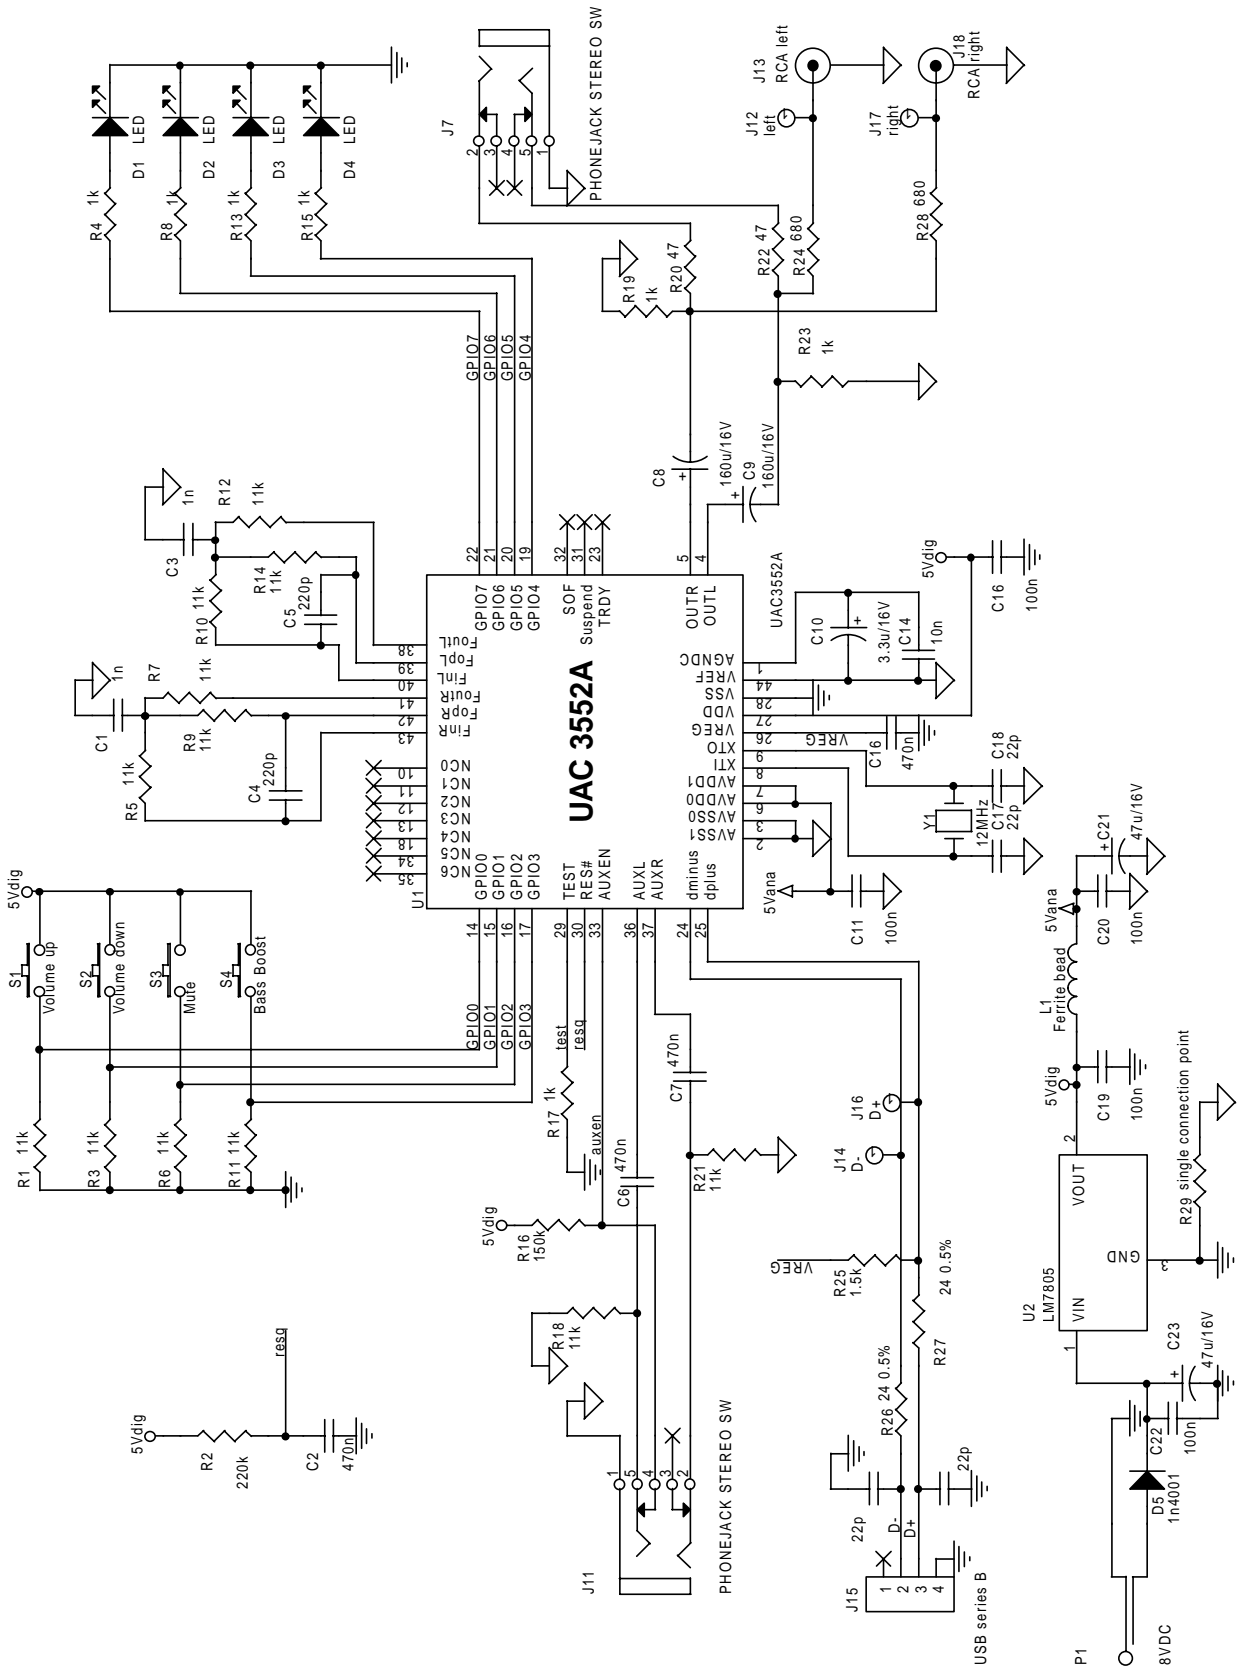 5Vdig
R2
220k
C2
470n
resq
R1
11k
R3
11k
R6
11k
R11
11k
S1
Volume up
S2
Volume down
S3
Mute
S4
Bass Boost
5Vdig
GPIO0
GPIO1
GPIO2
GPIO3
R5
11k
C1
1n
R7
11k
R9
11k
C4
220p
R10
11k
C3
1n
R12
11k
R14
11k
C5
220p
R4 1k
D1 LED
R8 1k
D2 LED
R13 1k
D3 LED
R15 1k
D4 LED
GPIO7
GPIO6
GPIO5
GPIO4
J11
PHONEJACK STEREO SW
1
5
4
3
2
R18
11k
5Vdig
R16
150k
auxen
C6
470n
R17 1k
test
resq
R21
11k
C7
470n
U1
UAC 3552A
UAC3552A
14 GPIO0
15 GPIO1
16 GPIO2
17 GPIO3
29 TEST
30 RES#
33 AUXEN
36 AUXL
37 AUXR
24 dminus
25 dplus
35 NC6
34 NC5
18 NC4
13 NC3
12 NC2
11 NC1
10 NC0
43 FinR
42 FopR
41 FoutR
40 FinL
39 FopL
38 FoutL
GPIO7 22
GPIO6 21
GPIO5 20
GPIO4 19
SOF 32
Suspend 31
TRDY 23
OUTR 5
OUTL 4
AVSS1 2
AVSS0 3
AVDD0 6
AVDD1 7
XTI 8
XTO 9
VREG 26
VDD 27
VSS 28
VREF 44
AGNDC 1
C8
160u/16V
C9
160u/16V
R19
1k
R20 47
R22 47
R24 680
R28 680
R23
1k
J7
PHONEJACK STEREO SW
2
3
4
5
1
J12
left
J13
RCA left
J17
right
J18
RCA right
5Vana
C11
100n
Y1
12MHz
C17
22p
C18
22p
VREG
C16
470n
C10
3.3u/16V
C14
10n
5Vdig
C16
100n
J15
USB series B
1
2
3
4
D-
D+
22p
22p
R26 24 0.5%
R27
24 0.5%
VREG
R25
1.5k
J14
D-
J16
D+
P1
8VDC
D5
1n4001
C22
100n
C23
47u/16V
U2
LM7805
1 VIN
VOUT 2
GND
3
R29 single connection point
5Vdig
C19
100n
L1
Ferrite bead
5Vana
C20
100n
C21
47u/16V